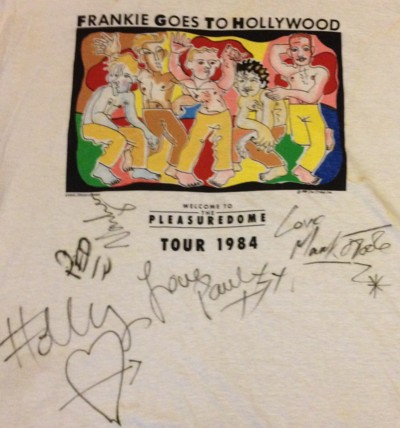 FRANKIE GOES TO HOLLYWOOD
WELCOME TO
THE
PLEASUREDOME
TOUR 1984
Love
Mark O'Toole
Love
Paul
Holly